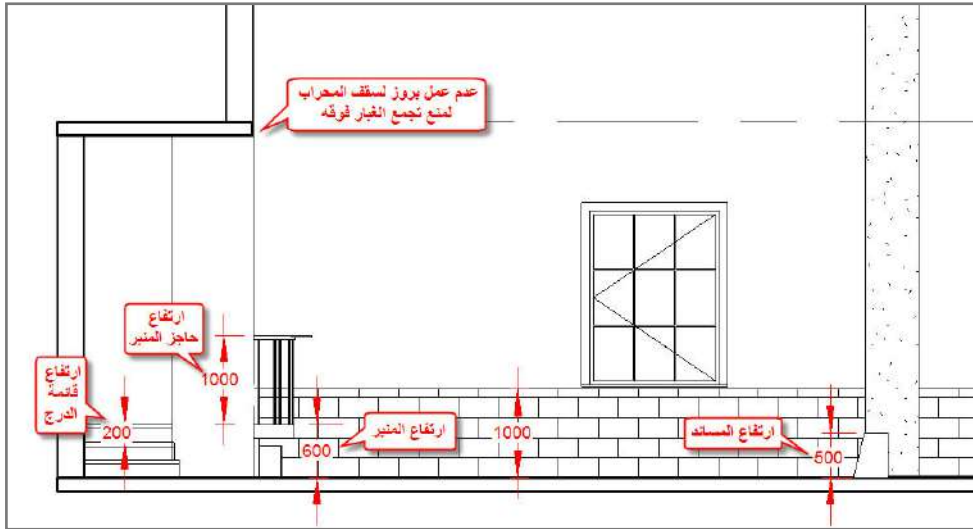 عدم عمل بروز لسقف المحراب
لمنع تجمع الغبار فوقه
ارتفاع
حاجز المنبر
1000
ارتفاع
قائمة
الدرج
200
ارتفاع المنبر
600
1000
ارتفاع المساند
500